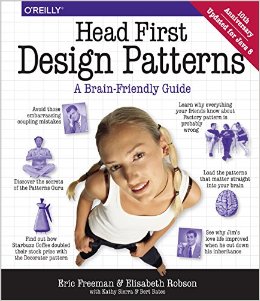 O'REILLY®
10th
Anniversary
Updated for Java 8
Head First
Design Patterns
A Brain-Friendly Guide
Avoid those
embarrassing
coupling mistakes
Learn why everything
your friends know about
Factory pattern is
probably
wrong
Discover the secrets
of the Patterns Guru
Load the patterns
that matter straight
into your brain
Find out how
Starbuzz Coffee doubled
their stock price
with the Decorator pattern
See why Jim's
love life improved
when he cut down
his inheritance
Eric Freeman & Elisabeth Robson
with Kathy Sierra & Bert Bates